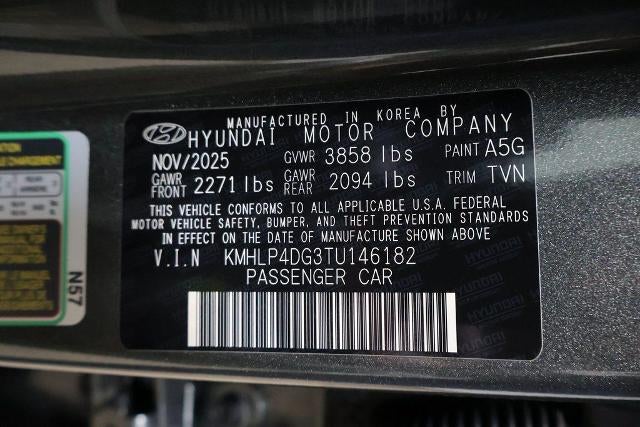 MANUFACTURED IN KOREA BY
HYUNDAI MOTOR COMPANY
NOV/2025 GVWR 3858 lbs PAINT A5G
GAWR FRONT 2271 lbs GAWR REAR 2094 lbs TRIM TVN
THIS VEHICLE CONFORMS TO ALL APPLICABLE U.S.A. FEDERAL
MOTOR VEHICLE SAFETY, BUMPER, AND THEFT PREVENTION STANDARDS
IN EFFECT ON THE DATE OF MANUFACTURE SHOWN ABOVE
V.I.N KMHLP4DG3TU146182
PASSENGER CAR
N57